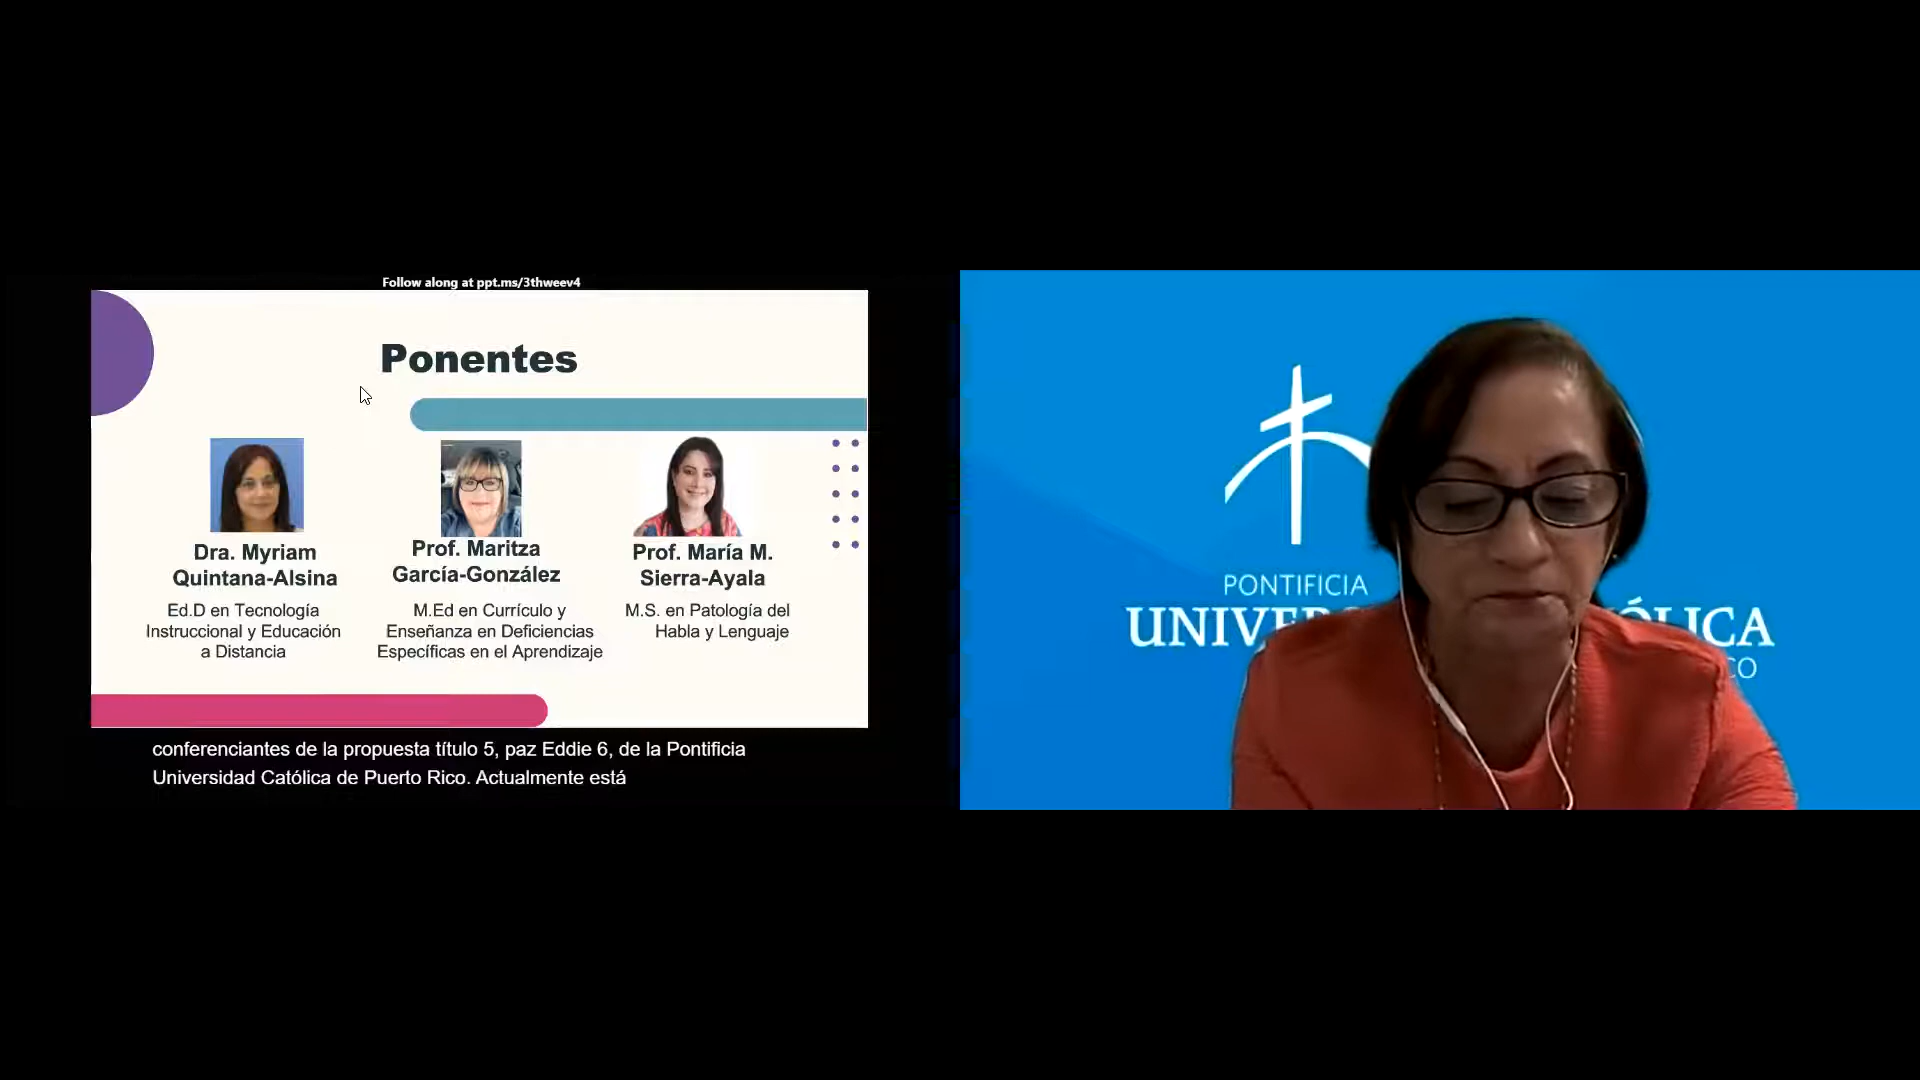 Follow along at ppt.ms/3thweev4
Ponentes
Dra. Myriam
Quintana-Alsina
Ed.D en Tecnología
Instruccional y Educación
a Distancia
Prof. Maritza
García-González
M.Ed en Currículo y
Enseñanza en Deficiencias
Específicas en el Aprendizaje
Prof. María M.
Sierra-Ayala
M.S. en Patología del
Habla y Lenguaje
conferenciantes de la propuesta título 5, paz Eddie 6, de la Pontificia
Universidad Católica de Puerto Rico. Actualmente está
PONTIFICIA